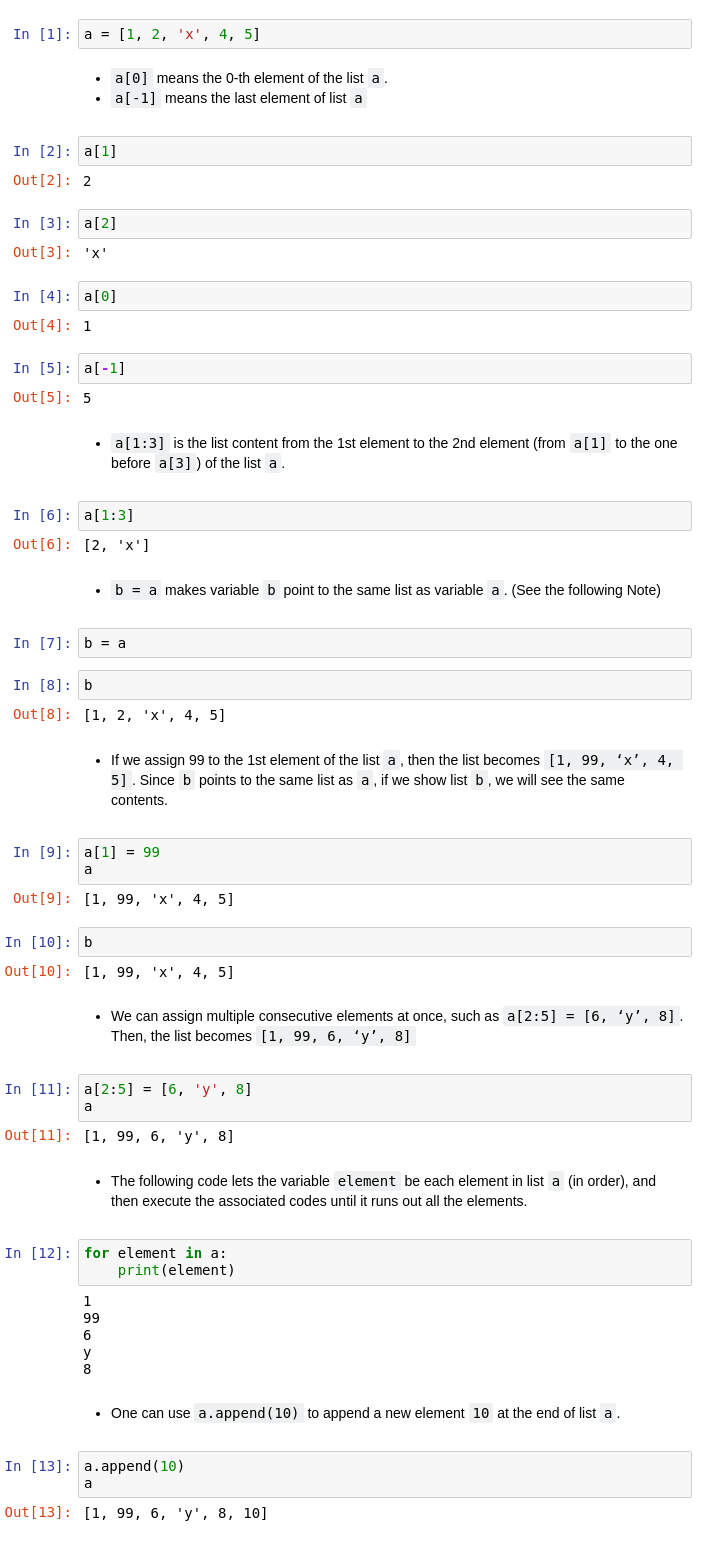 In [1]: a = [1, 2, 'x', 4, 5]
• a[0] means the 0-th element of the list a.
• a[-1] means the last element of list a
In [2]: a[1]
Out[2]: 2
In [3]: a[2]
Out[3]: 'x'
In [4]: a[0]
Out[4]: 1
In [5]: a[-1]
Out[5]: 5
• a[1:3] is the list content from the 1st element to the 2nd element (from a[1] to the one
before a[3]) of the list a.
In [6]: a[1:3]
Out[6]: [2, 'x']
• b = a makes variable b point to the same list as variable a. (See the following Note)
In [7]: b = a
In [8]: b
Out[8]: [1, 2, 'x', 4, 5]
• If we assign 99 to the 1st element of the list a, then the list becomes [1, 99, ‘x’, 4,
5]. Since b points to the same list as a, if we show list b, we will see the same
contents.
In [9]: a[1] = 99
a
Out[9]: [1, 99, 'x', 4, 5]
In [10]: b
Out[10]: [1, 99, 'x', 4, 5]
• We can assign multiple consecutive elements at once, such as a[2:5] = [6, ‘y’, 8].
Then, the list becomes [1, 99, 6, ‘y’, 8]
In [11]: a[2:5] = [6, 'y', 8]
a
Out[11]: [1, 99, 6, 'y', 8]
• The following code lets the variable element be each element in list a (in order), and
then execute the associated codes until it runs out all the elements.
In [12]: for element in a:
    print(element)
1
99
6
y
8
• One can use a.append(10) to append a new element 10 at the end of list a.
In [13]: a.append(10)
a
Out[13]: [1, 99, 6, 'y', 8, 10]